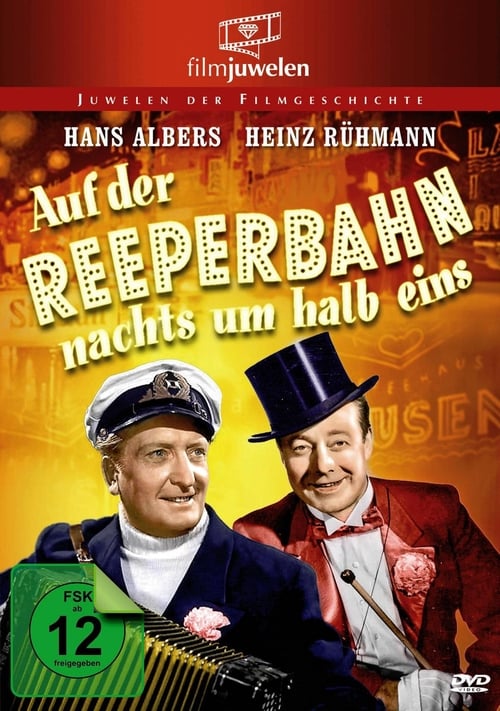 filmjuwelen
JUWELEN DER FILMGESCHICHTE
HANS ALBERS HEINZ RÜHMANN
Auf der
REEPERBAHN
nachts um halb eins
USEN
FSK
ab
12
freigegeben
DVD
VIDEO